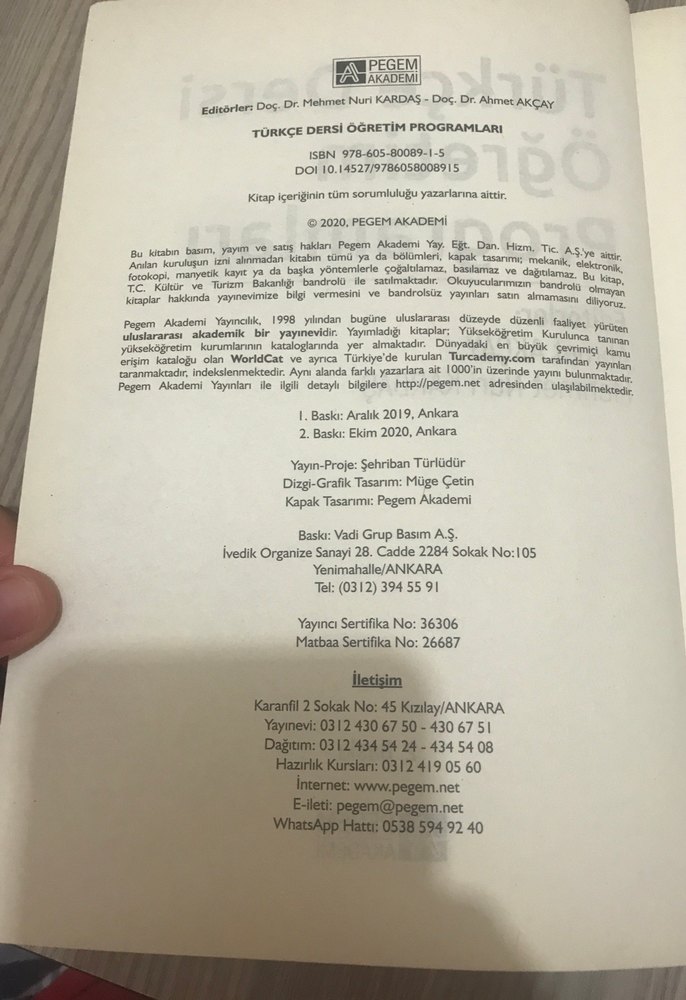 PEGEM
AKADEMİ
Editörler: Doç. Dr. Mehmet Nuri KARDAŞ - Doç. Dr. Ahmet AKÇAY
TÜRKÇE DERSİ ÖĞRETİM PROGRAMLARI
ISBN 978-605-80089-1-5
DOI 10.14527/9786058008915
Kitap içeriğinin tüm sorumluluğu yazarlarına aittir.
© 2020, PEGEM AKADEMİ
Bu kitabın basım, yayım ve satış hakları Pegem Akademi Yay. Eğt. Dan. Hizm. Tic. A.Ş.'ye aittir.
Anılan kuruluşun izni alınmadan kitabın tümü ya da bölümleri, kapak tasarımı; mekanik, elektronik,
fotokopi, manyetik kayıt ya da başka yöntemlerle çoğaltılamaz, basılamaz ve dağıtılamaz. Bu kitap,
T.C. Kültür ve Turizm Bakanlığı bandrolü ile satılmaktadır. Okuyucularımızın bandrolü olmayan
kitaplar hakkında yayınevimize bilgi vermesini ve bandrolsüz yayınları satın almamasını diliyoruz.
Pegem Akademi Yayıncılık, 1998 yılından bugüne uluslararası düzeyde düzenli faaliyet yürüten
uluslararası akademik bir yayınevidir. Yayımladığı kitaplar; Yükseköğretim Kurulunca tanınan
yükseköğretim kurumlarının kataloglarında yer almaktadır. Dünyadaki en büyük çevrimiçi kamu
erişim kataloğu olan WorldCat ve ayrıca Türkiye'de kurulan Turcademy.com tarafından yayınları
taranmaktadır, indekslenmektedir. Aynı alanda farklı yazarlara ait 1000'in üzerinde yayını bulunmaktadır.
Pegem Akademi Yayınları ile ilgili detaylı bilgilere http://pegem.net adresinden ulaşılabilmektedir.
1. Baskı: Aralık 2019, Ankara
2. Baskı: Ekim 2020, Ankara
Yayın-Proje: Şehriban Türlüdür
Dizgi-Grafik Tasarım: Müge Çetin
Kapak Tasarımı: Pegem Akademi
Baskı: Vadi Grup Basım A.Ş.
İvedik Organize Sanayi 28. Cadde 2284 Sokak No:105
Yenimahalle/ANKARA
Tel: (0312) 394 55 91
Yayıncı Sertifika No: 36306
Matbaa Sertifika No: 26687
İletişim
Karanfil 2 Sokak No: 45 Kızılay/ANKARA
Yayınevi: 0312 430 67 50 - 430 67 51
Dağıtım: 0312 434 54 24 - 434 54 08
Hazırlık Kursları: 0312 419 05 60
İnternet: www.pegem.net
E-ileti: pegem@pegem.net
WhatsApp Hattı: 0538 594 92 40